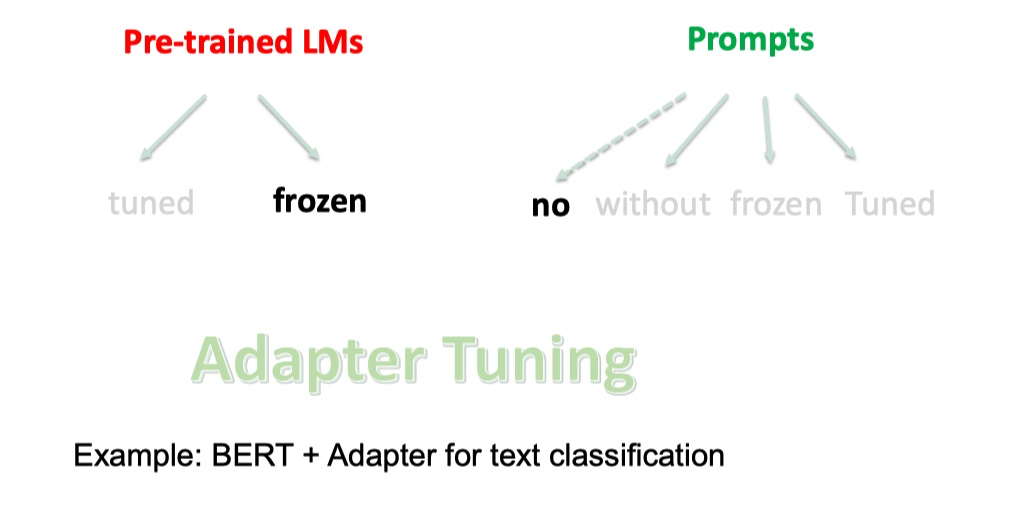 Pre-trained LMs
Prompts
tuned
frozen
no without frozen Tuned
Adapter Tuning
Example: BERT + Adapter for text classification